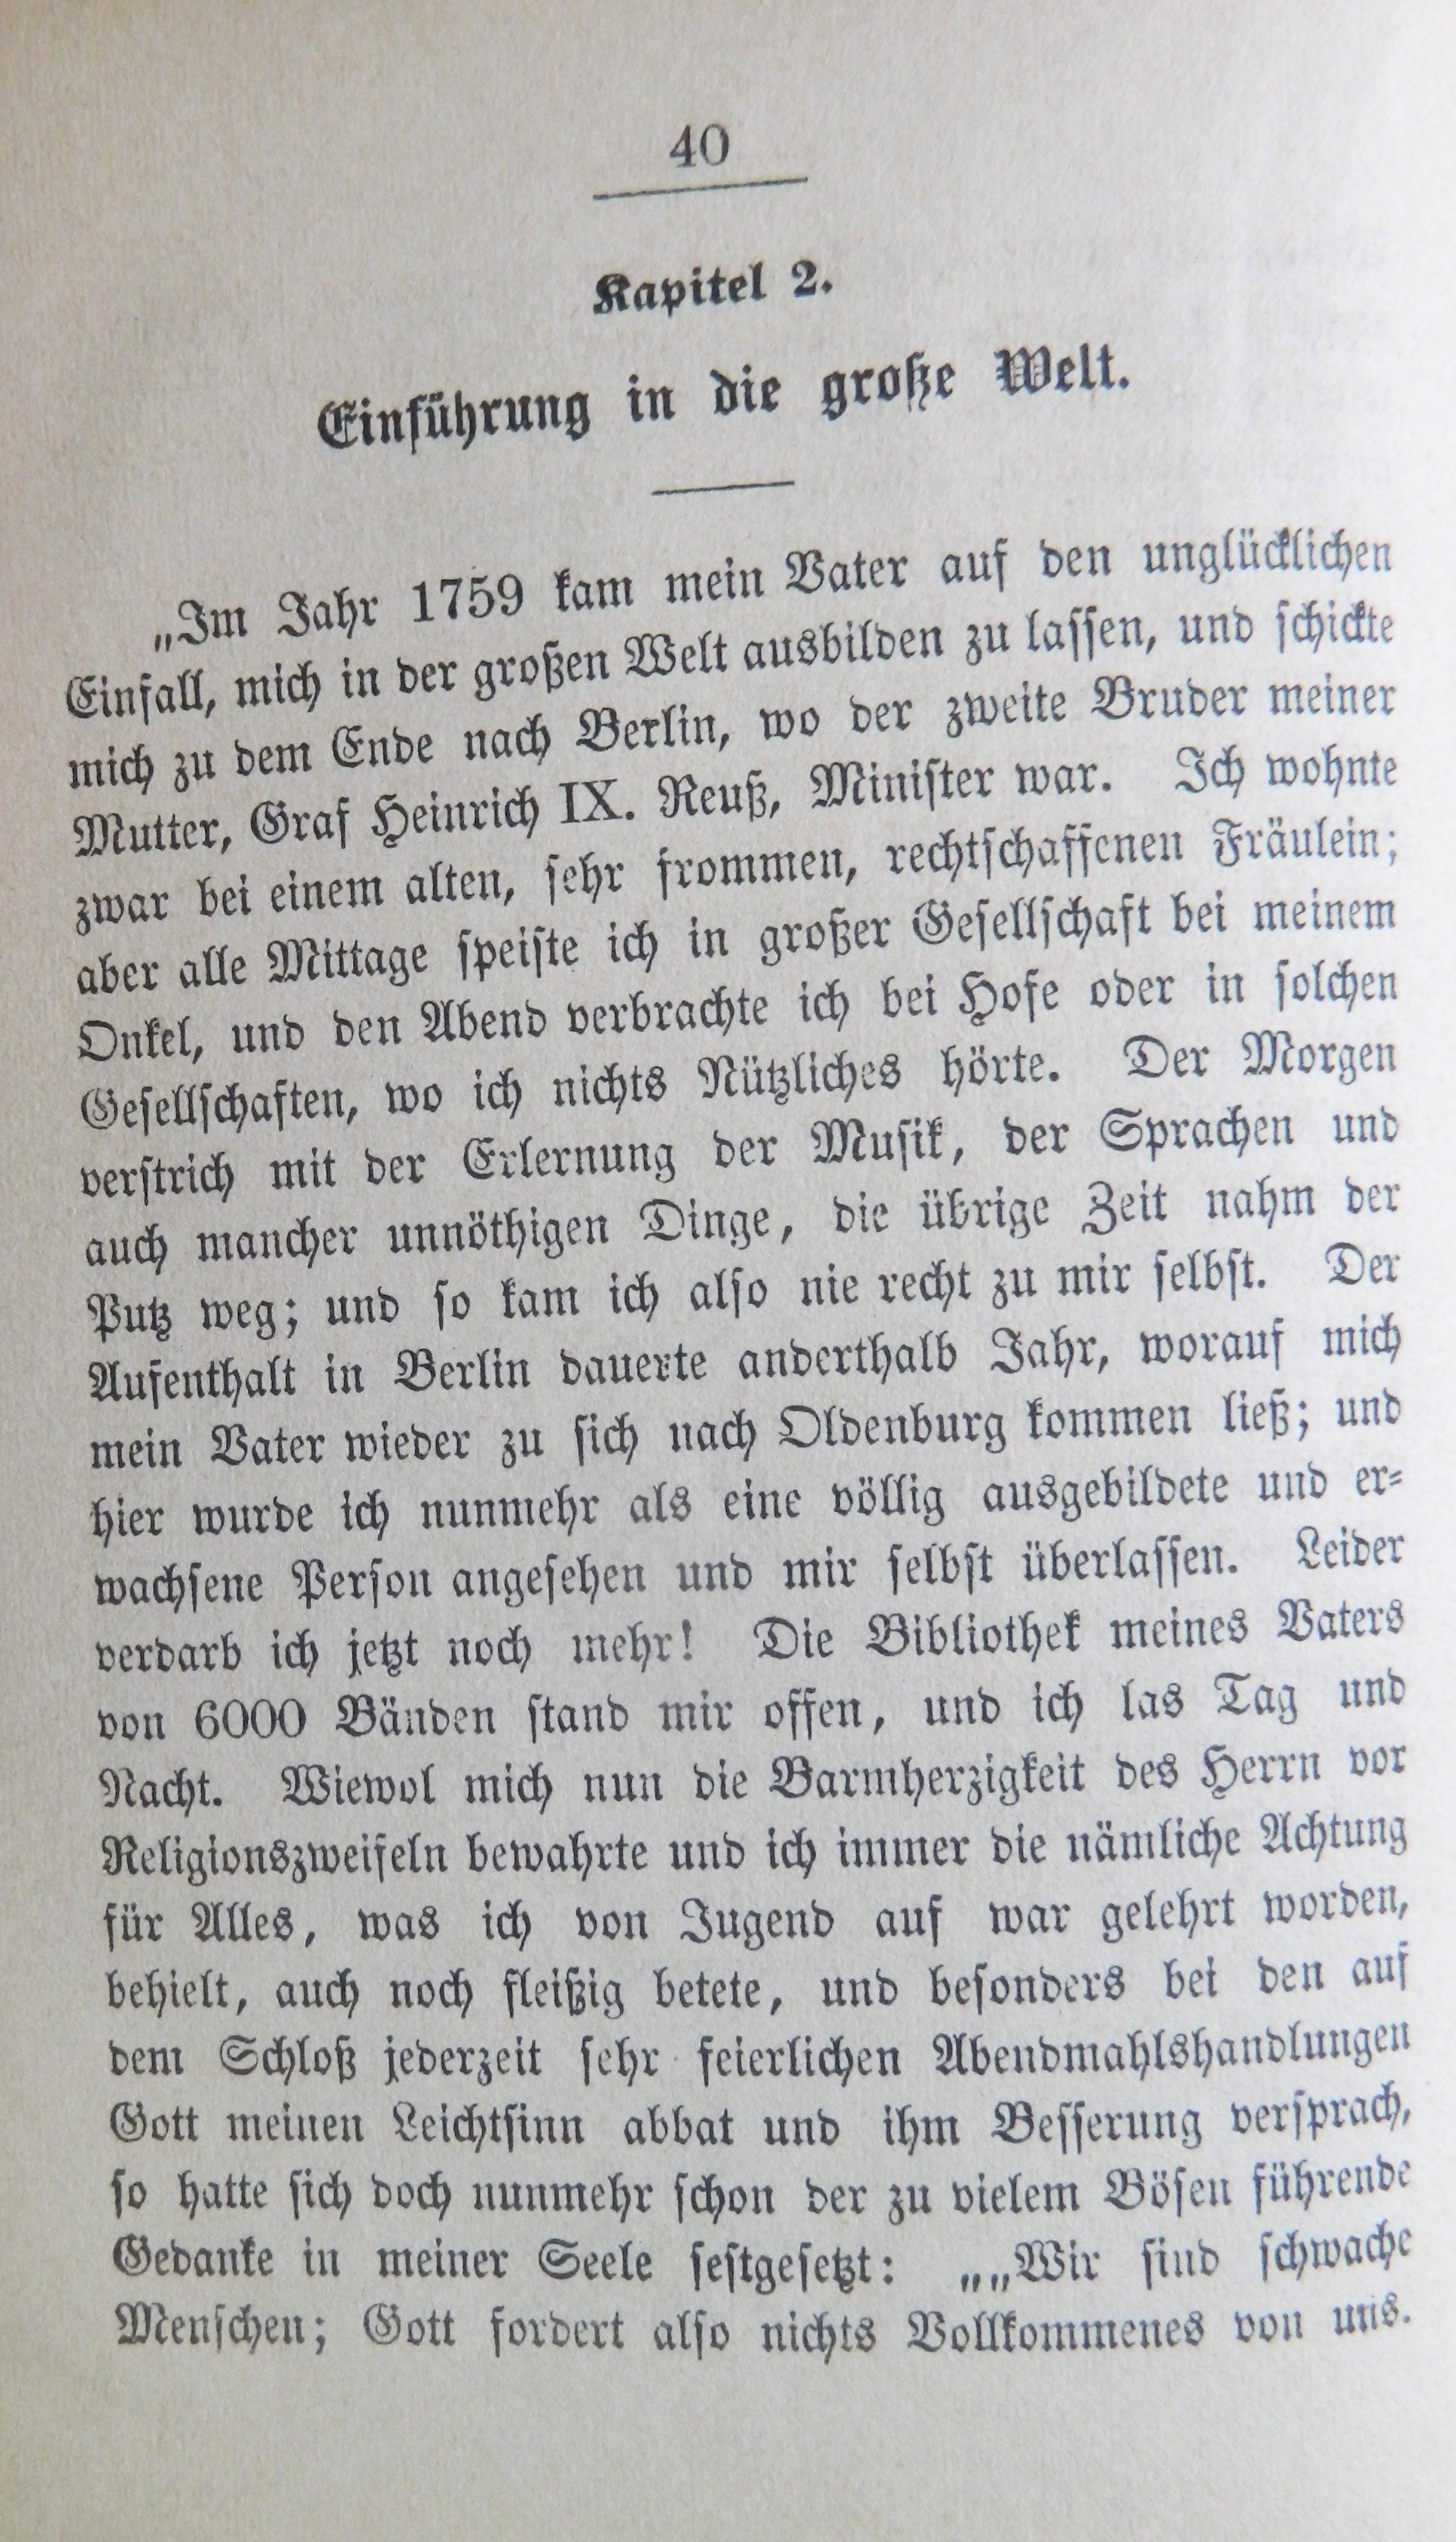 40
Kapitel 2.
Einführung in die große Welt.
„Im Jahr 1759 kam mein Vater auf den unglücklichen
Einfall, mich in der großen Welt ausbilden zu lassen, und schickte
mich zu dem Ende nach Berlin, wo der zweite Bruder meiner
Mutter, Graf Heinrich IX. Reuß, Minister war. Ich wohnte
zwar bei einem alten, sehr frommen, rechtschaffenen Fräulein;
aber alle Mittage speiste ich in großer Gesellschaft bei meinem
Onkel, und den Abend verbrachte ich bei Hofe oder in solchen
Gesellschaften, wo ich nichts Nützliches hörte. Der Morgen
verstrich mit der Erlernung der Musik, der Sprachen und
auch mancher unnöthigen Dinge, die übrige Zeit nahm der
Putz weg; und so kam ich also nie recht zu mir selbst. Der
Aufenthalt in Berlin dauerte anderthalb Jahr, worauf mich
mein Vater wieder zu sich nach Oldenburg kommen ließ; und
hier wurde ich nunmehr als eine völlig ausgebildete und er-
wachsene Person angesehen und mir selbst überlassen. Leider
verdarb ich jetzt noch mehr! Die Bibliothek meines Vaters
von 6000 Bänden stand mir offen, und ich las Tag und
Nacht. Wiewol mich nun die Barmherzigkeit des Herrn vor
Religionszweifeln bewahrte und ich immer die nämliche Achtung
für Alles, was ich von Jugend auf war gelehrt worden,
behielt, auch noch fleißig betete, und besonders bei den auf
dem Schloß jederzeit sehr feierlichen Abendmahlshandlungen
Gott meinen Leichtsinn abbat und ihm Besserung versprach,
so hatte sich doch nunmehr schon der zu vielem Bösen führende
Gedanke in meiner Seele festgesetzt: „„Wir sind schwache
Menschen; Gott fordert also nichts Vollkommenes von uns.